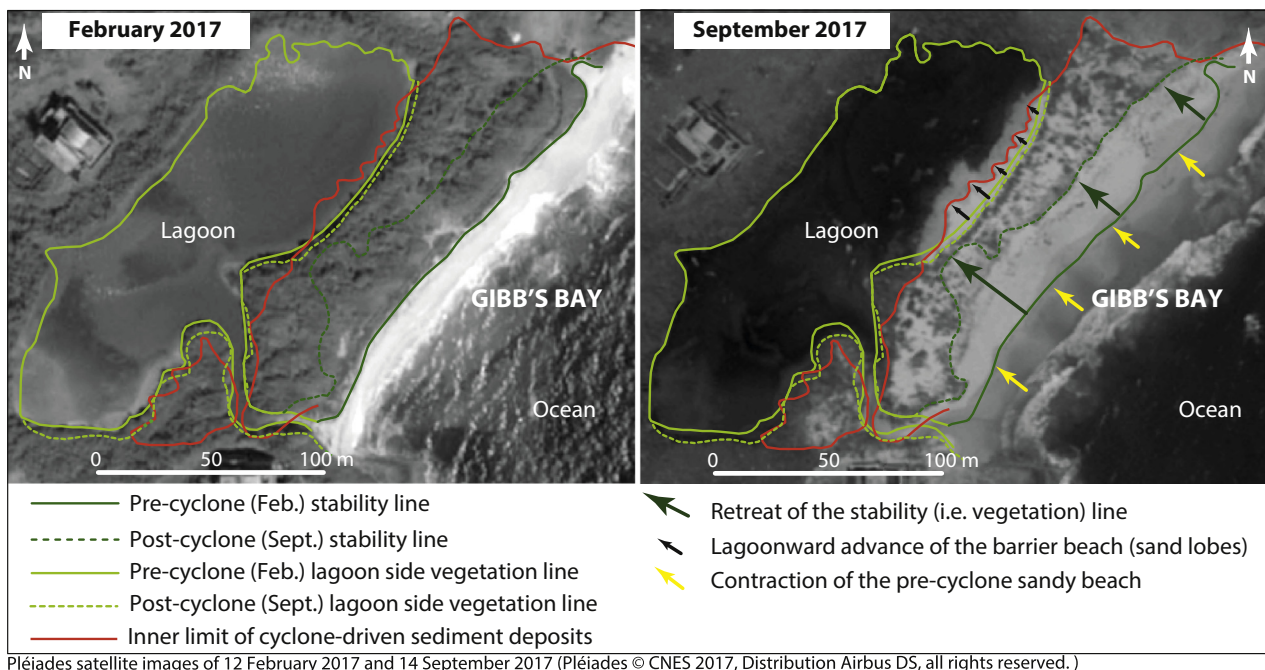 February 2017
N
Lagoon
GIBB'S BAY
Ocean
0 50 100 m
September 2017
N
Lagoon
GIBB'S BAY
Ocean
0 50 100 m
Pre-cyclone (Feb.) stability line
Post-cyclone (Sept.) stability line
Pre-cyclone (Feb.) lagoon side vegetation line
Post-cyclone (Sept.) lagoon side vegetation line
Inner limit of cyclone-driven sediment deposits
Retreat of the stability (i.e. vegetation) line
Lagoonward advance of the barrier beach (sand lobes)
Contraction of the pre-cyclone sandy beach
Pléiades satellite images of 12 February 2017 and 14 September 2017 (Pléiades © CNES 2017, Distribution Airbus DS, all rights reserved. )